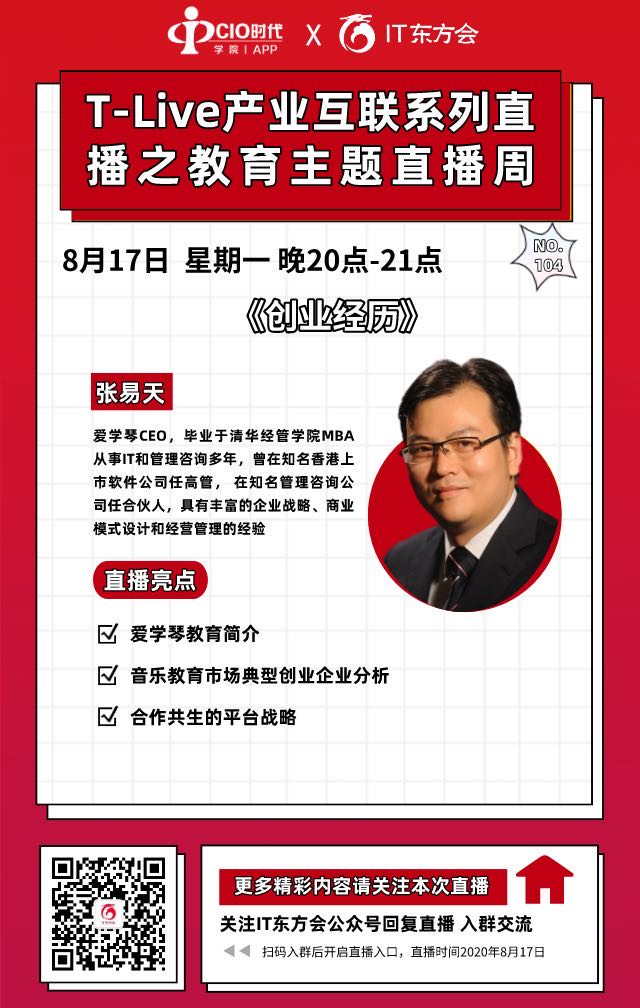 CIO时代
学院 | APP
X
IT东方会
T-Live产业互联系列直
播之教育主题直播周
8月17日 星期一 晚20点-21点
NO.
104
《创业经历》
张易天
爱学琴CEO，毕业于清华经管学院MBA
从事IT和管理咨询多年，曾在知名香港上
市软件公司任高管， 在知名管理咨询公
司任合伙人，具有丰富的企业战略、商业
模式设计和经营管理的经验
直播亮点
爱学琴教育简介
音乐教育市场典型创业企业分析
合作共生的平台战略
更多精彩内容请关注本次直播
关注IT东方会公众号回复直播 入群交流
扫码入群后开启直播入口，直播时间2020年8月17日